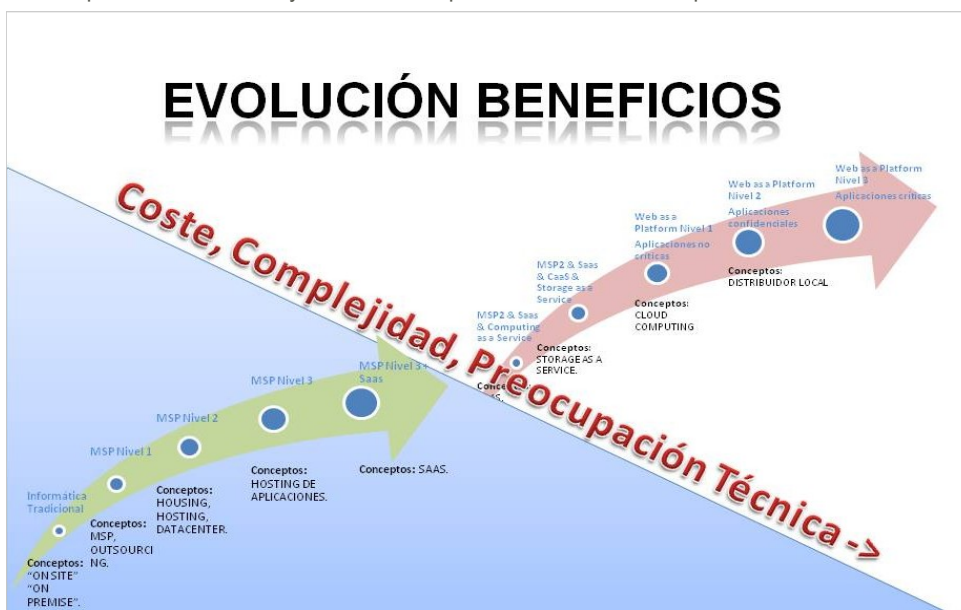 EVOLUCIÓN BENEFICIOS
Coste, Complejidad, Preocupación Técnica ->
Informática
Tradicional
Conceptos:
"ON SITE"
"ON
PREMISE".
MSP Nivel 1
Conceptos:
MSP,
OUTSOURCI
NG.
MSP Nivel 2
Conceptos:
HOUSING,
HOSTING,
DATACENTER.
MSP Nivel 3
Conceptos:
HOSTING DE
APLICACIONES.
MSP Nivel 3+
Saas
Conceptos: SAAS.
MSP2 & Saas
& Computing
as a Service
MSP2 & Saas
& CaaS &
Storage as a
Service
Conceptos:
STORAGE AS A
SERVICE.
Web as a
Platform Nivel 1
Aplicaciones no
críticas
Conceptos:
CLOUD
COMPUTING
Web as a Platform
Nivel 2
Aplicaciones
confidenciales
Conceptos:
DISTRIBUIDOR LOCAL
Web as a Platform
Nivel 3
Aplicaciones críticas